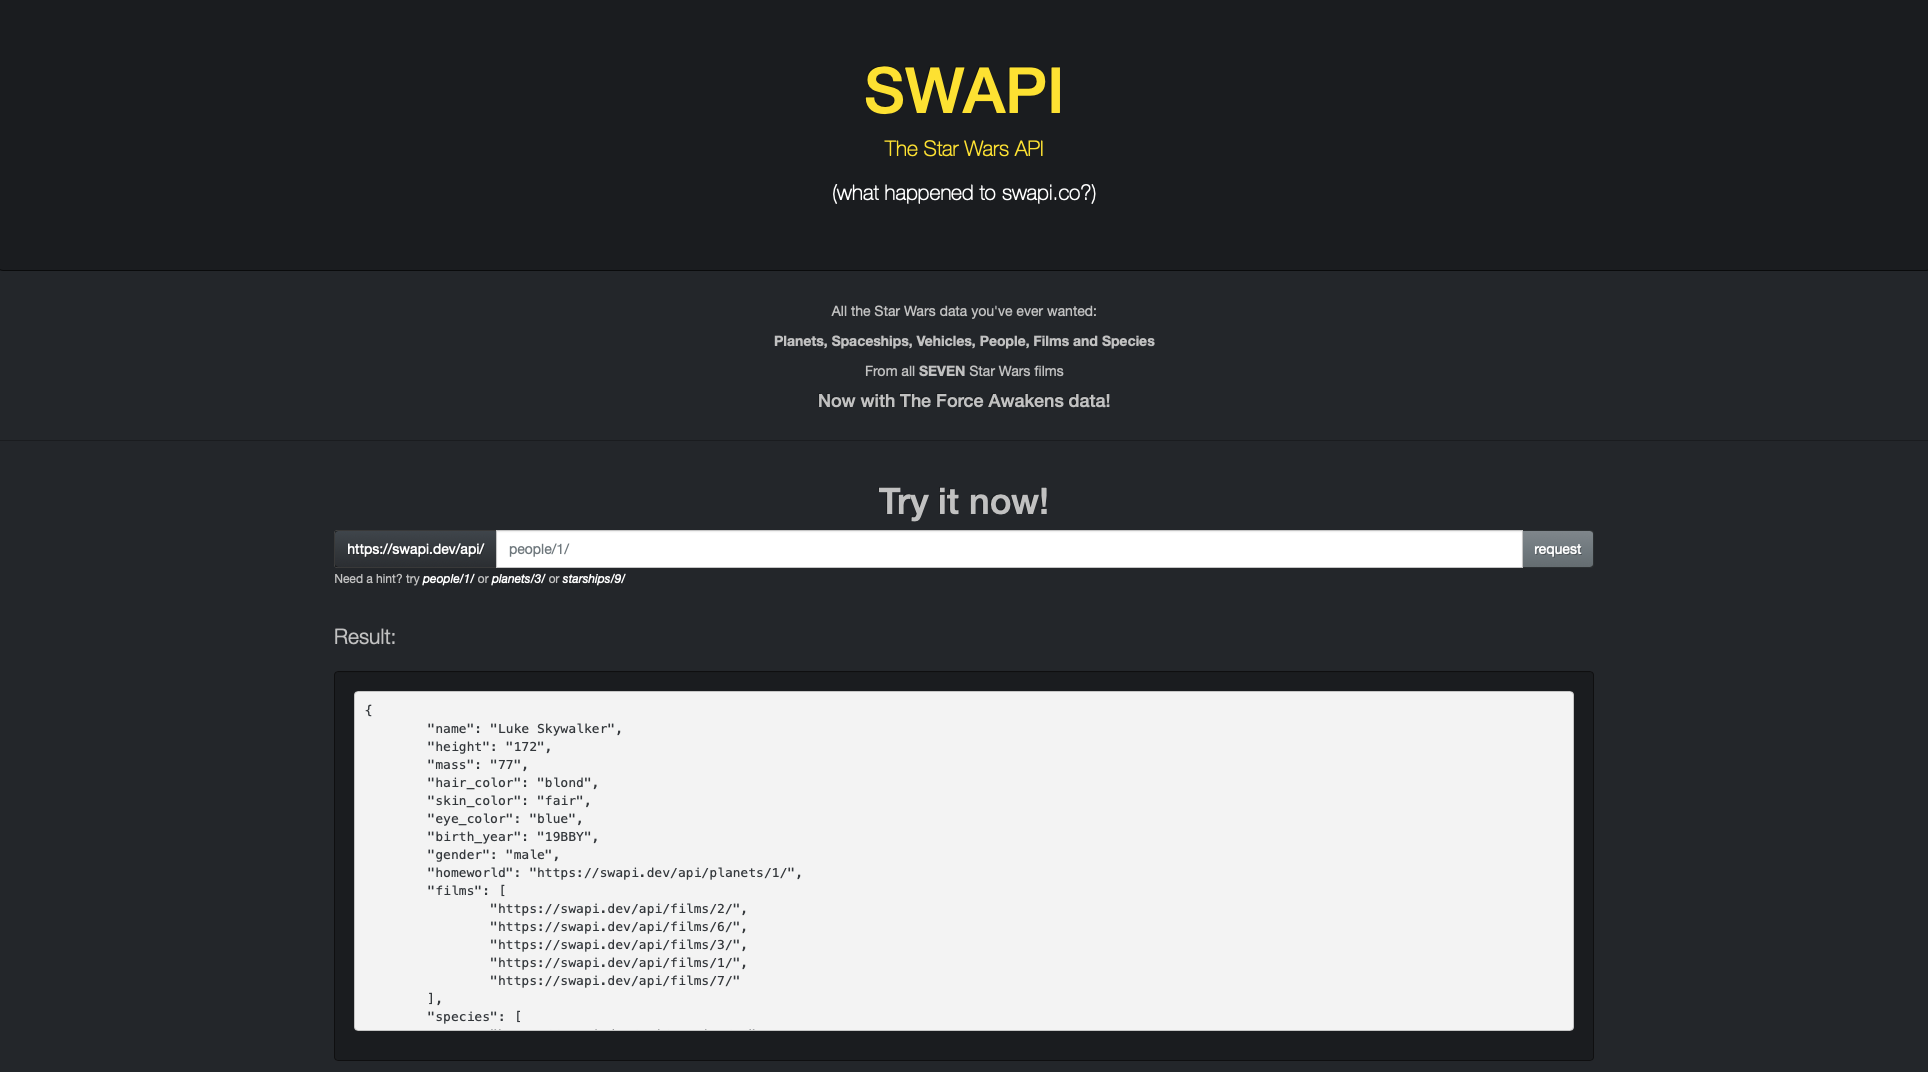 SWAPI
The Star Wars API
(what happened to swapi.co?)
All the Star Wars data you've ever wanted:
Planets, Spaceships, Vehicles, People, Films and Species
From all SEVEN Star Wars films
Now with The Force Awakens data!
Try it now!
https://swapi.dev/api/ people/1/ request
Need a hint? try people/1/ or planets/3/ or starships/9/
Result:
{
"name": "Luke Skywalker",
"height": "172",
"mass": "77",
"hair_color": "blond",
"skin_color": "fair",
"eye_color": "blue",
"birth_year": "19BBY",
"gender": "male",
"homeworld": "https://swapi.dev/api/planets/1/",
"films": [
"https://swapi.dev/api/films/2/",
"https://swapi.dev/api/films/6/",
"https://swapi.dev/api/films/3/",
"https://swapi.dev/api/films/1/",
"https://swapi.dev/api/films/7/"
],
"species": [